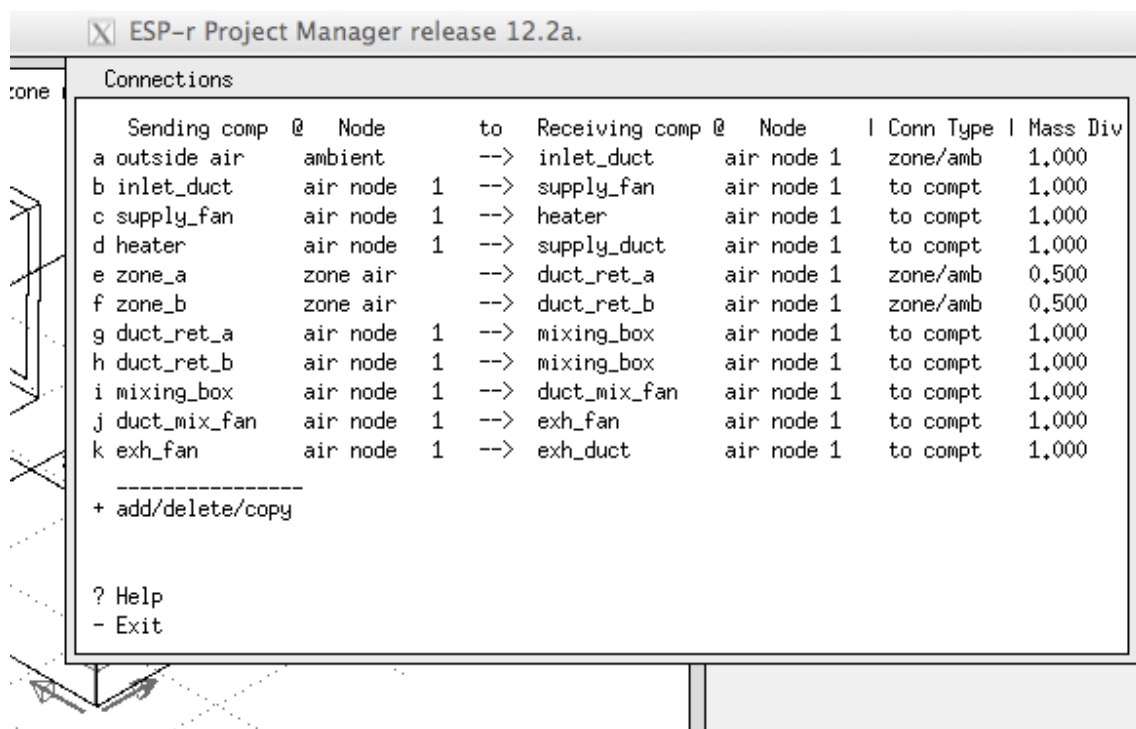 ESP-r Project Manager release 12.2a.
Connections
zone
Sending comp @ Node to Receiving comp @ Node | Conn Type | Mass Div
a outside air ambient --> inlet_duct air node 1 zone/amb 1.000
b inlet_duct air node 1 --> supply_fan air node 1 to compt 1.000
c supply_fan air node 1 --> heater air node 1 to compt 1.000
d heater air node 1 --> supply_duct air node 1 to compt 1.000
e zone_a zone air --> duct_ret_a air node 1 zone/amb 0.500
f zone_b zone air --> duct_ret_b air node 1 zone/amb 0.500
g duct_ret_a air node 1 --> mixing_box air node 1 to compt 1.000
h duct_ret_b air node 1 --> mixing_box air node 1 to compt 1.000
i mixing_box air node 1 --> duct_mix_fan air node 1 to compt 1.000
j duct_mix_fan air node 1 --> exh_fan air node 1 to compt 1.000
k exh_fan air node 1 --> exh_duct air node 1 to compt 1.000
+ add/delete/copy
? Help
- Exit